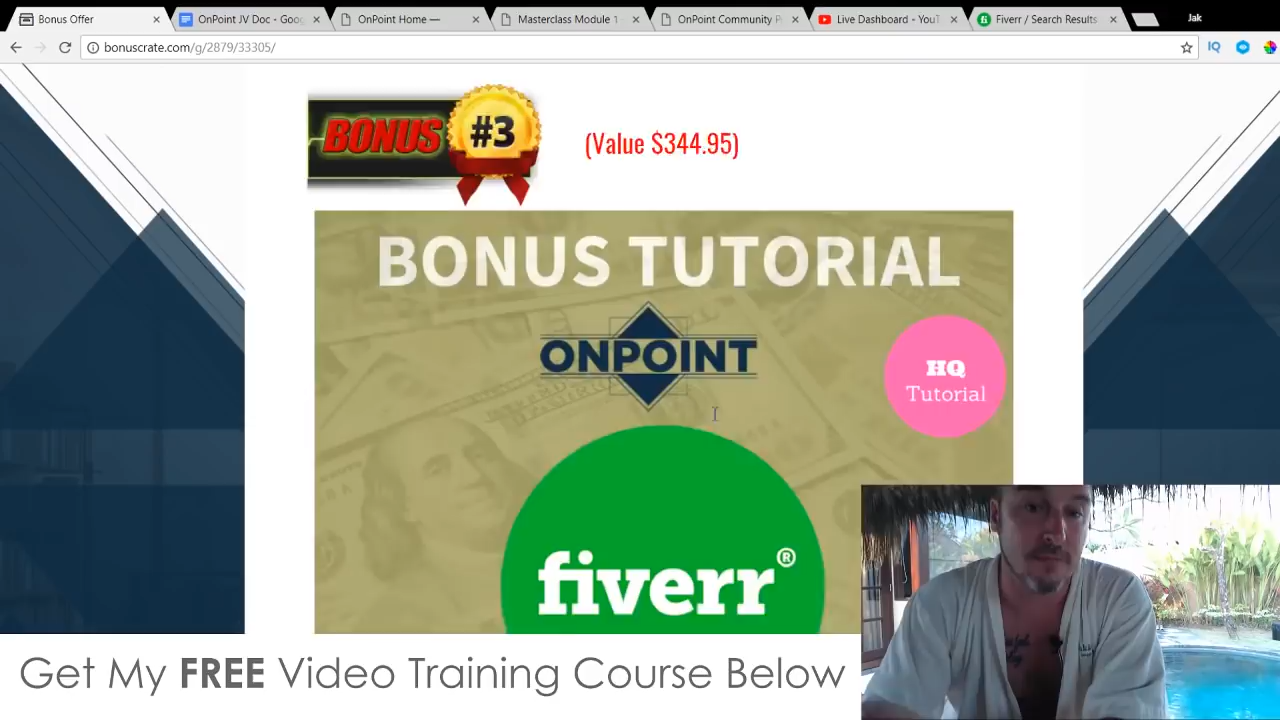 Bonus Offer
OnPoint JV Doc - Goog
OnPoint Home —
Masterclass Module 1
OnPoint Community P
Live Dashboard - YouT
Fiverr / Search Results
Jak
bonuscrate.com/g/2879/33305/
IQ
BONUS #3
(Value $344.95)
BONUS TUTORIAL
ONPOINT
HQ
Tutorial
fiverr®
Get My FREE Video Training Course Below